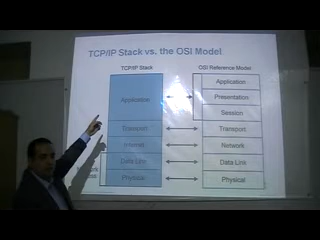 TCP/IP Stack vs. the OSI Model
TCP/IP Stack
OSI Reference Model
Application
Application
Presentation
Session
Transport
Transport
Internet
Network
Data Link
Data Link
Physical
Physical